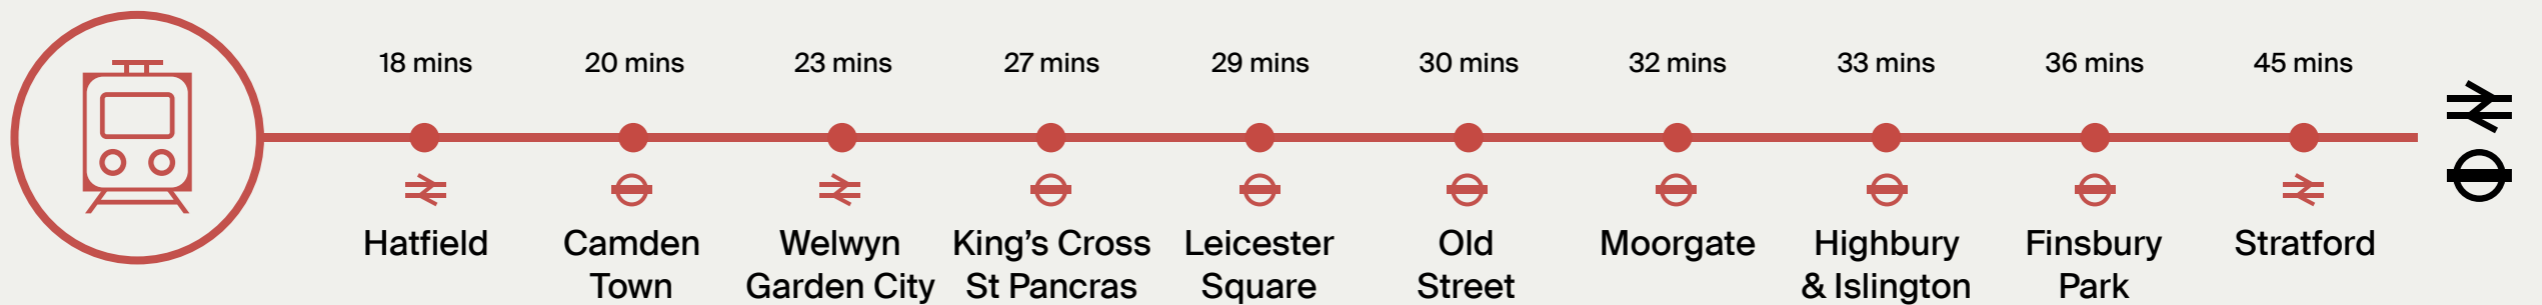 18 mins
20 mins
23 mins
27 mins
29 mins
30 mins
32 mins
33 mins
36 mins
45 mins
Hatfield
Camden
Town
Welwyn
Garden City
King’s Cross
St Pancras
Leicester
Square
Old
Street
Moorgate
Highbury
& Islington
Finsbury
Park
Stratford